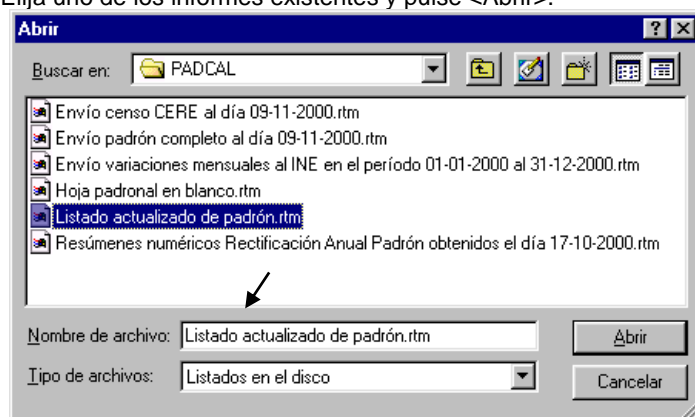 Elija uno de los informes existentes y pulse <Abrir>.
Abrir
Buscar en: PADCAL
Envío censo CERE al día 09-11-2000.rtm
Envío padrón completo al día 09-11-2000.rtm
Envío variaciones mensuales al INE en el período 01-01-2000 al 31-12-2000.rtm
Hoja padronal en blanco.rtm
Listado actualizado de padrón.rtm
Resúmenes numéricos Rectificación Anual Padrón obtenidos el día 17-10-2000.rtm
Nombre de archivo: Listado actualizado de padrón.rtm Abrir
Tipo de archivos: Listados en el disco Cancelar